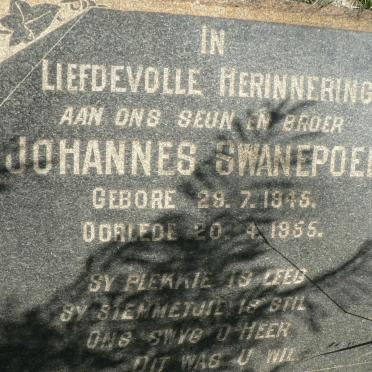 IN
LIEFDEVOLLE HERINNERING
AAN ONS SEUN EN BROER
JOHANNES SWANEPOEL
GEBORE 29.7.1945.
OORLEDE 20.4.1955.
SY PLEKKIE IS LEEG
SY STEMMETJIE IS STIL
ONS SWYG O HEER
DIT WAS U WIL